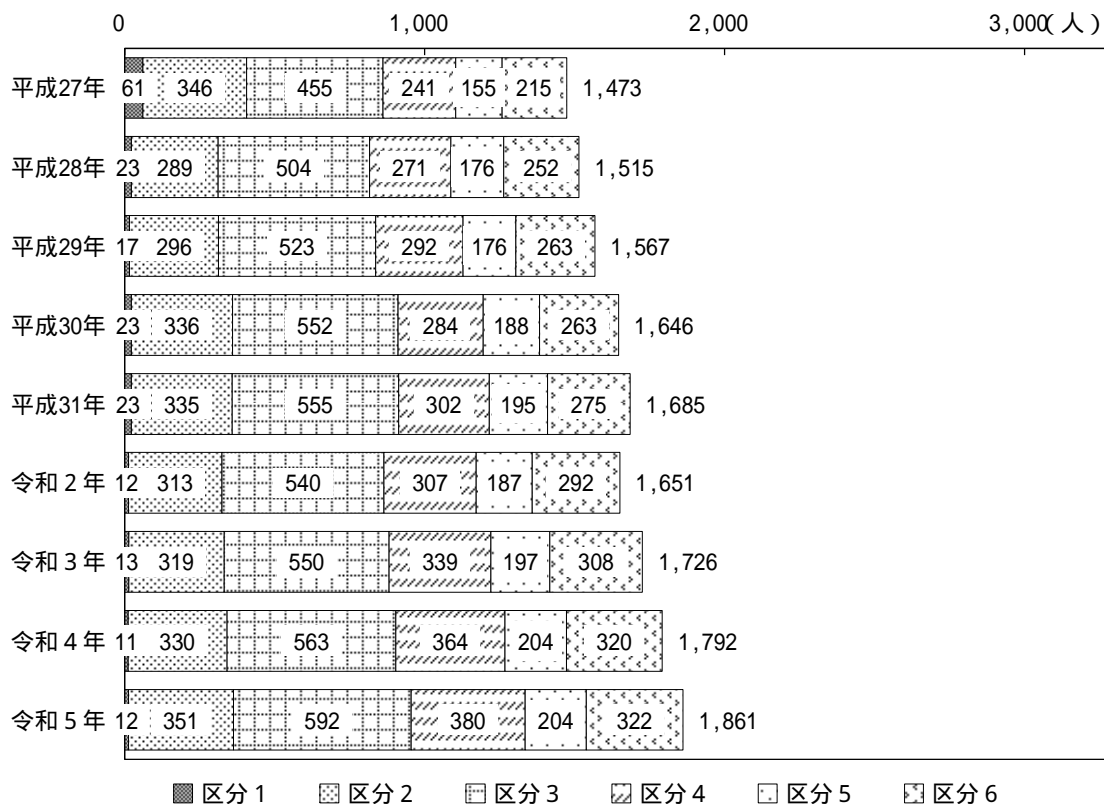 0 1,000 2,000 3,000(人)
平成27年 61 346 455 241 155 215 1,473
平成28年 23 289 504 271 176 252 1,515
平成29年 17 296 523 292 176 263 1,567
平成30年 23 336 552 284 188 263 1,646
平成31年 23 335 555 302 195 275 1,685
令和2年 12 313 540 307 187 292 1,651
令和3年 13 319 550 339 197 308 1,726
令和4年 11 330 563 364 204 320 1,792
令和5年 12 351 592 380 204 322 1,861
区分1 区分2 区分3 区分4 区分5 区分6